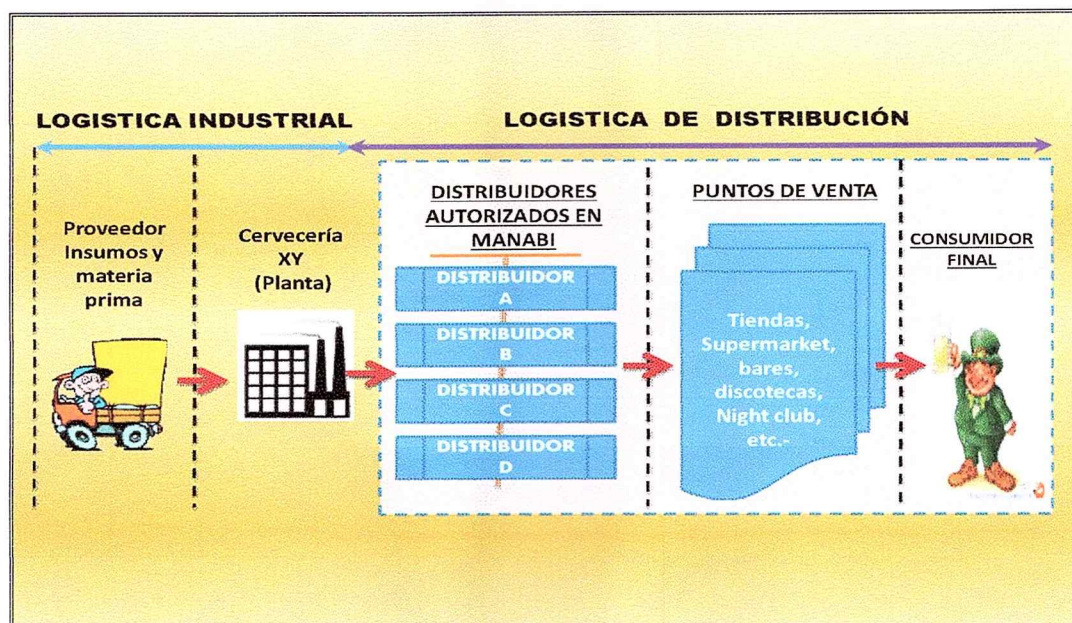 LOGISTICA INDUSTRIAL
LOGISTICA DE DISTRIBUCIÓN
Proveedor
Insumos y
materia
prima
Cervecería
XY
(Planta)
DISTRIBUIDORES
AUTORIZADOS EN
MANABI
DISTRIBUIDOR
A
DISTRIBUIDOR
B
DISTRIBUIDOR
C
DISTRIBUIDOR
D
PUNTOS DE VENTA
Tiendas,
Supermarket,
bares,
discotecas,
Night club,
etc.-
CONSUMIDOR
FINAL